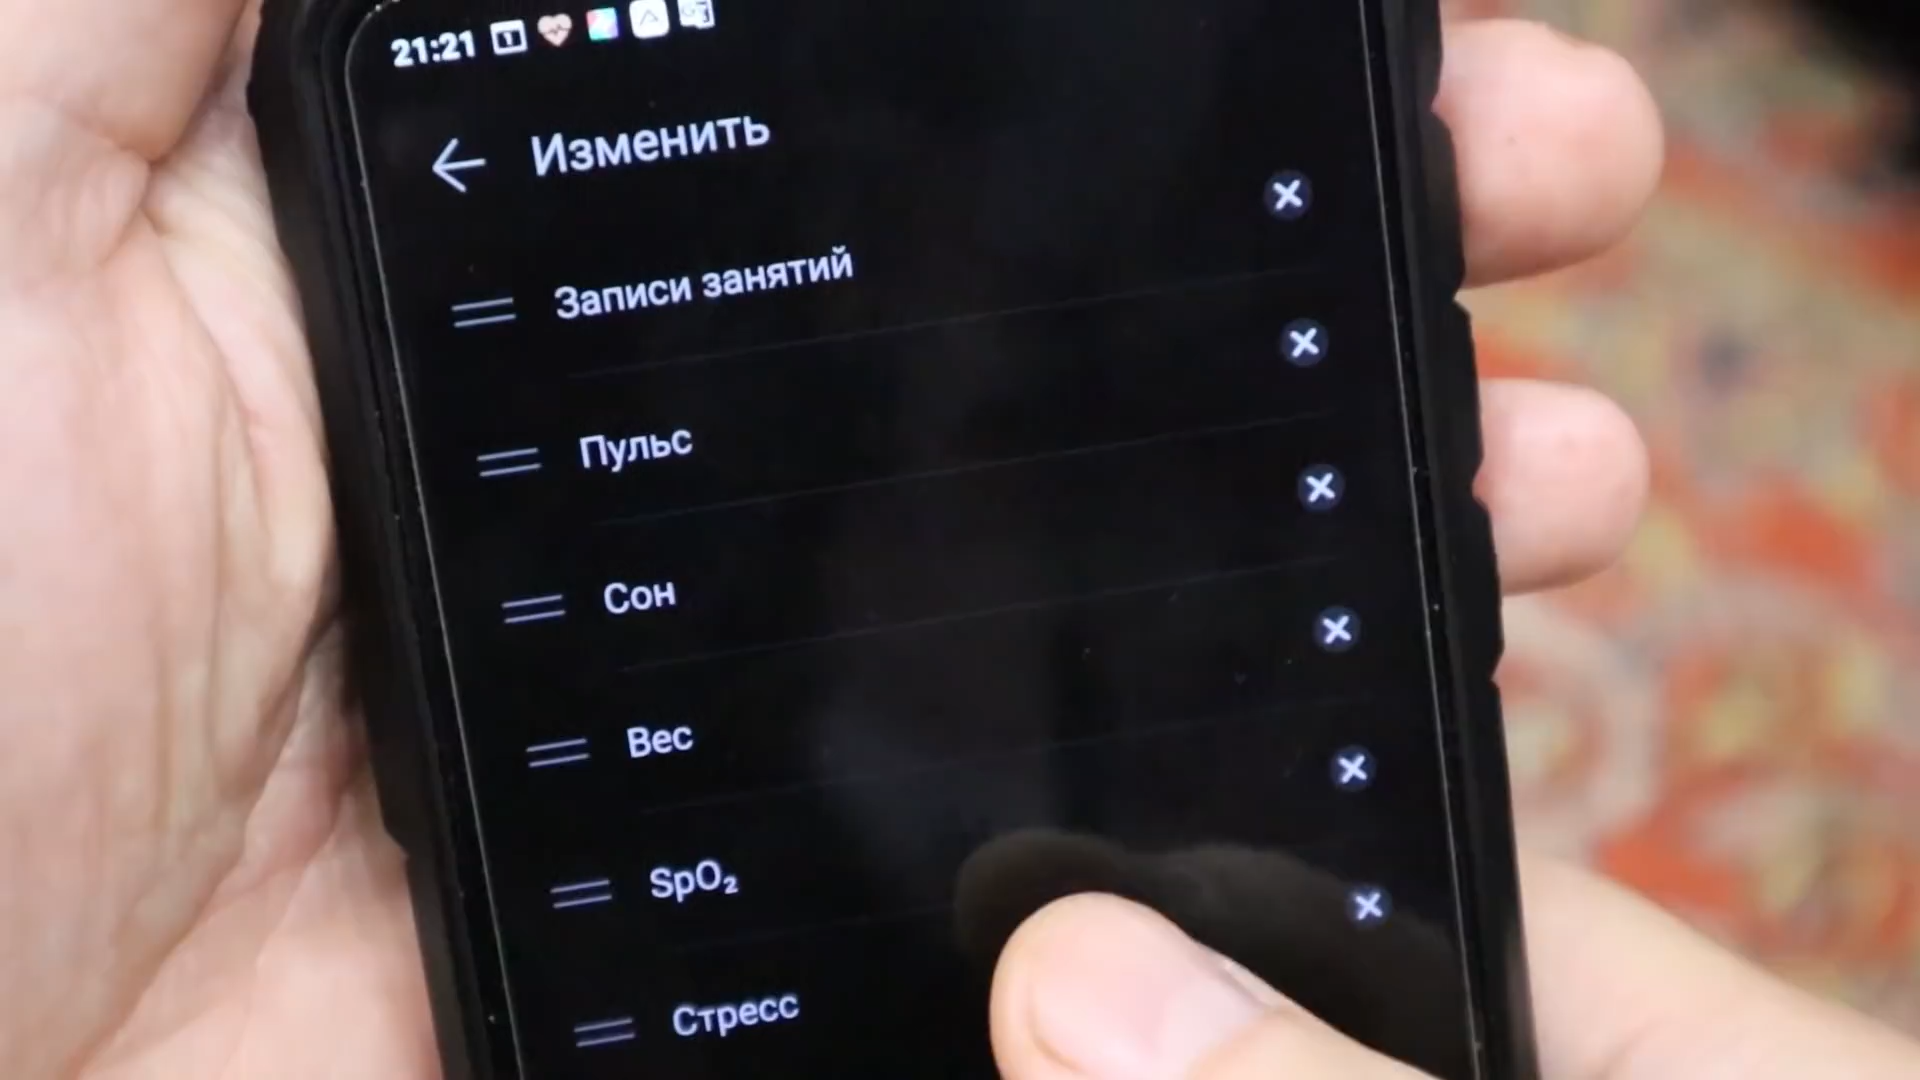 21:21
Изменить
Записи занятий
Пульс
Сон
Вес
SpO₂
Стресс